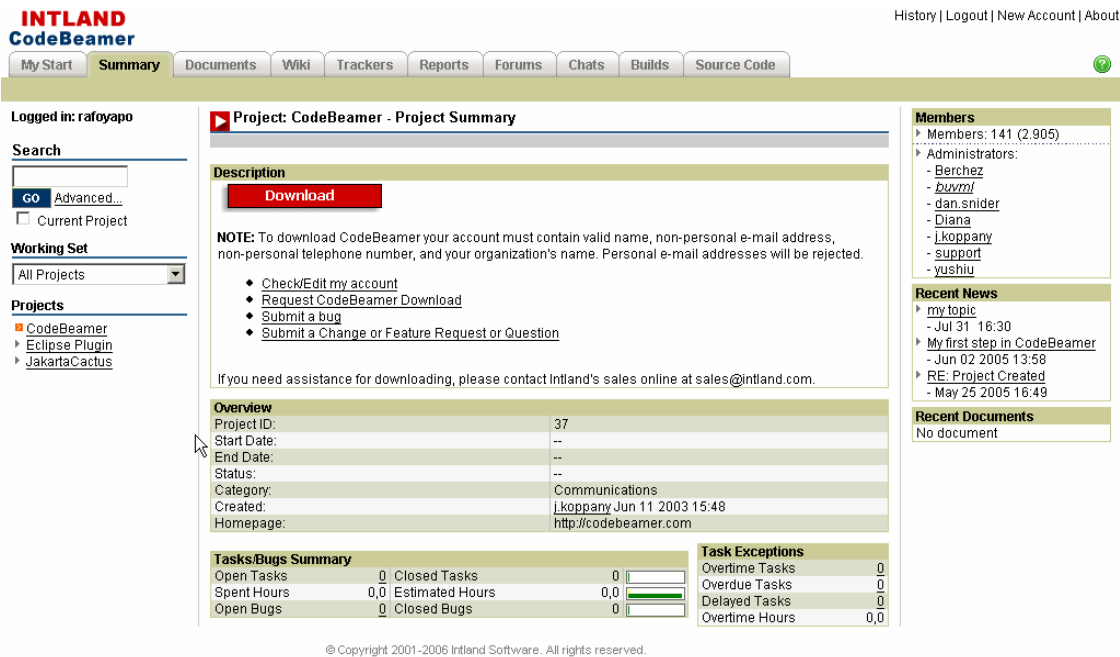 INTLAND
CodeBeamer
History | Logout | New Account | About
My Start Summary Documents Wiki Trackers Reports Forums Chats Builds Source Code ?
Logged in: rafoyapo
Search
GO Advanced...
Current Project
Working Set
All Projects
Projects
CodeBeamer
Eclipse Plugin
JakartaCactus
Project: CodeBeamer - Project Summary
Description
Download
NOTE: To download CodeBeamer your account must contain valid name, non-personal e-mail address,
non-personal telephone number, and your organization's name. Personal e-mail addresses will be rejected.
Check/Edit my account
Request CodeBeamer Download
Submit a bug
Submit a Change or Feature Request or Question
If you need assistance for downloading, please contact Intland's sales online at sales@intland.com.
Overview
Project ID: 37
Start Date: --
End Date: --
Status: --
Category: Communications
Created: j.koppany Jun 11 2003 15:48
Homepage: http://codebeamer.com
Tasks/Bugs Summary
Open Tasks 0 Closed Tasks 0
Spent Hours 0,0 Estimated Hours 0,0
Open Bugs 0 Closed Bugs 0
Task Exceptions
Overtime Tasks 0
Overdue Tasks 0
Delayed Tasks 0
Overtime Hours 0,0
Members
Members: 141 (2.905)
Administrators:
- Berchez
- buvml
- dan.snider
- Diana
- j.koppany
- support
- yushiu
Recent News
my topic
- Jul 31 16:30
My first step in CodeBeamer
- Jun 02 2005 13:58
RE: Project Created
- May 25 2005 16:49
Recent Documents
No document
© Copyright 2001-2006 Intland Software. All rights reserved.